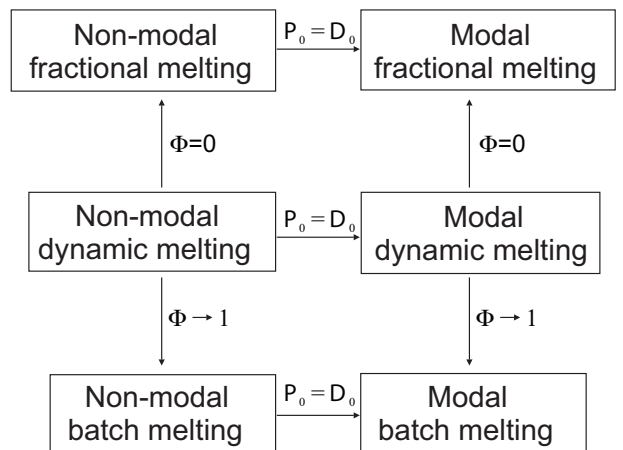 Non-modal
fractional melting
P₀ = D₀
Modal
fractional melting
Φ=0
Φ=0
Non-modal
dynamic melting
P₀ = D₀
Modal
dynamic melting
Φ → 1
Φ → 1
Non-modal
batch melting
P₀ = D₀
Modal
batch melting